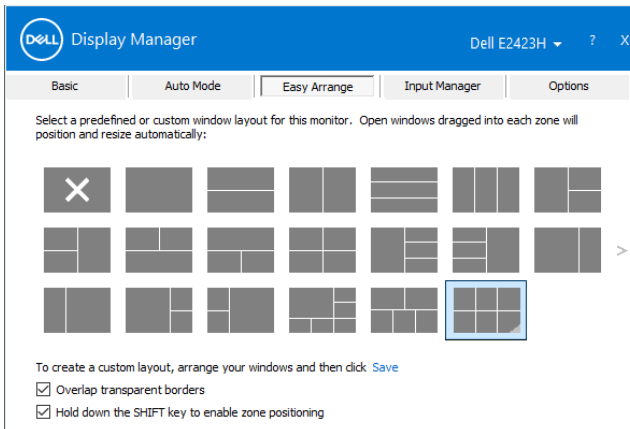 DELL Display Manager Dell E2423H ? X
Basic Auto Mode Easy Arrange Input Manager Options
Select a predefined or custom window layout for this monitor. Open windows dragged into each zone will
position and resize automatically:
>
To create a custom layout, arrange your windows and then click Save
Overlap transparent borders
Hold down the SHIFT key to enable zone positioning